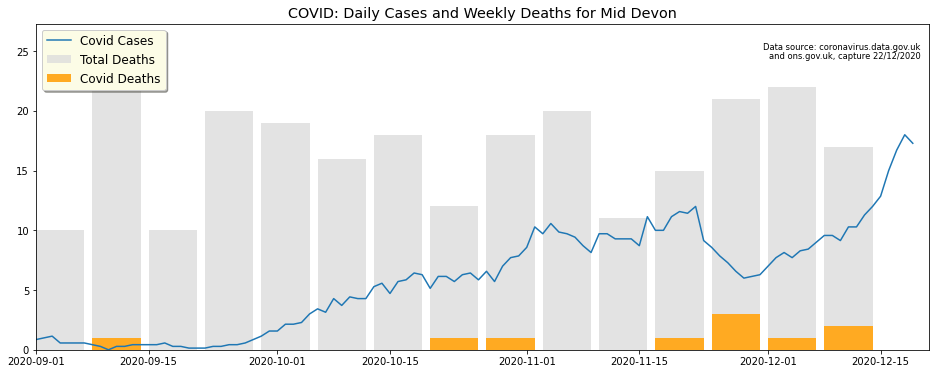 COVID: Daily Cases and Weekly Deaths for Mid Devon
Covid Cases
Total Deaths
Covid Deaths
Data source: coronavirus.data.gov.uk
and ons.gov.uk, capture 22/12/2020
25
20
15
10
5
0
2020-09-01
2020-09-15
2020-10-01
2020-10-15
2020-11-01
2020-11-15
2020-12-01
2020-12-15